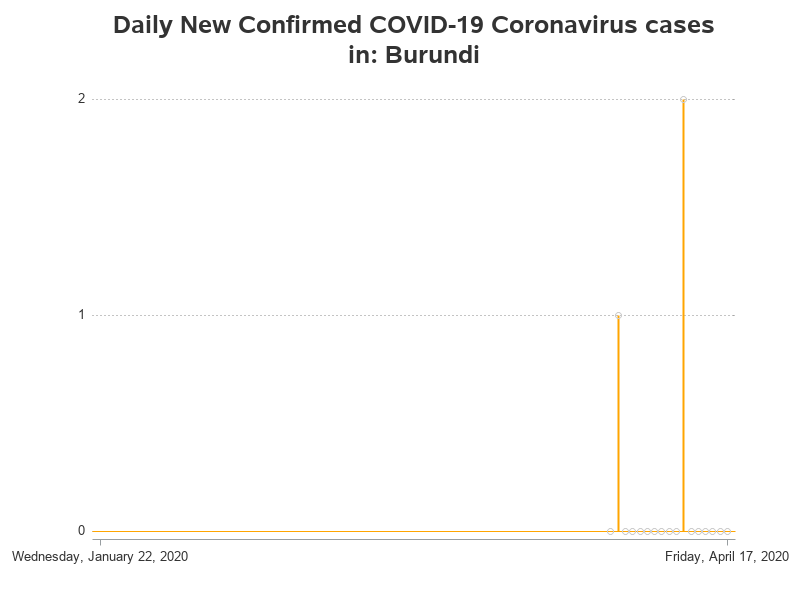 Daily New Confirmed COVID-19 Coronavirus cases
in: Burundi
2
1
0
Wednesday, January 22, 2020
Friday, April 17, 2020